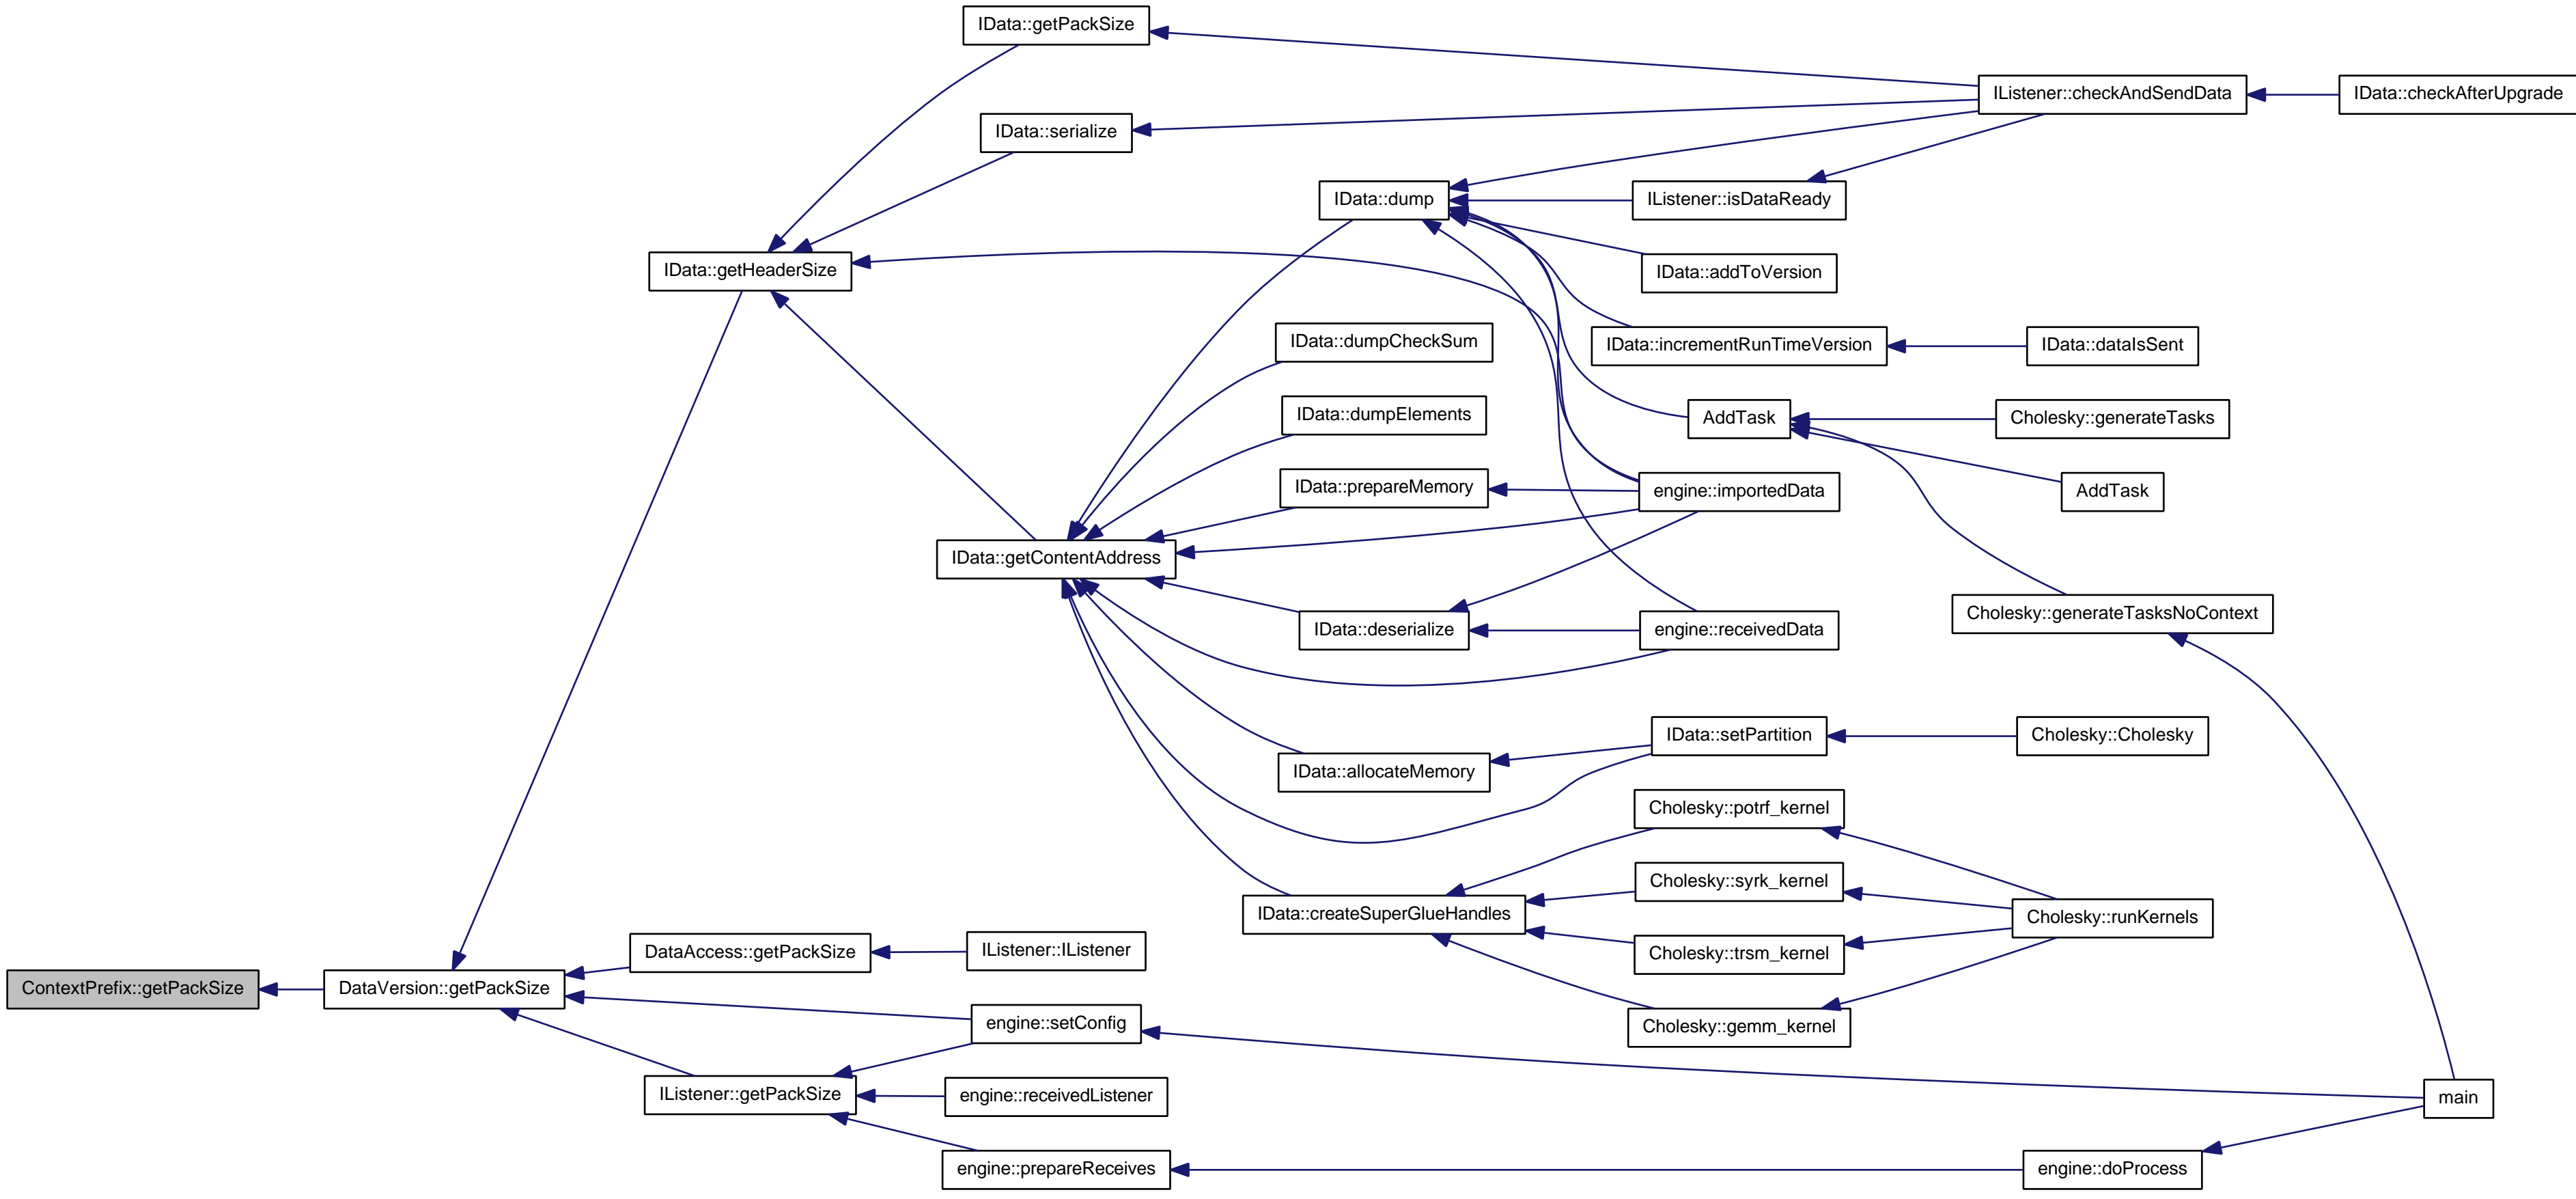 IData::getPackSize
IListener::checkAndSendData
IData::checkAfterUpgrade
IData::serialize
IData::dump
IListener::isDataReady
IData::getHeaderSize
IData::addToVersion
IData::dumpCheckSum
IData::incrementRunTimeVersion
IData::dataIsSent
IData::dumpElements
AddTask
Cholesky::generateTasks
IData::prepareMemory
engine::importedData
AddTask
IData::getContentAddress
IData::deserialize
engine::receivedData
Cholesky::generateTasksNoContext
IData::setPartition
Cholesky::Cholesky
IData::allocateMemory
Cholesky::potrf_kernel
Cholesky::syrk_kernel
IData::createSuperGlueHandles
Cholesky::runKernels
Cholesky::trsm_kernel
DataAccess::getPackSize
IListener::IListener
ContextPrefix::getPackSize
DataVersion::getPackSize
engine::setConfig
Cholesky::gemm_kernel
IListener::getPackSize
engine::receivedListener
main
engine::prepareReceives
engine::doProcess